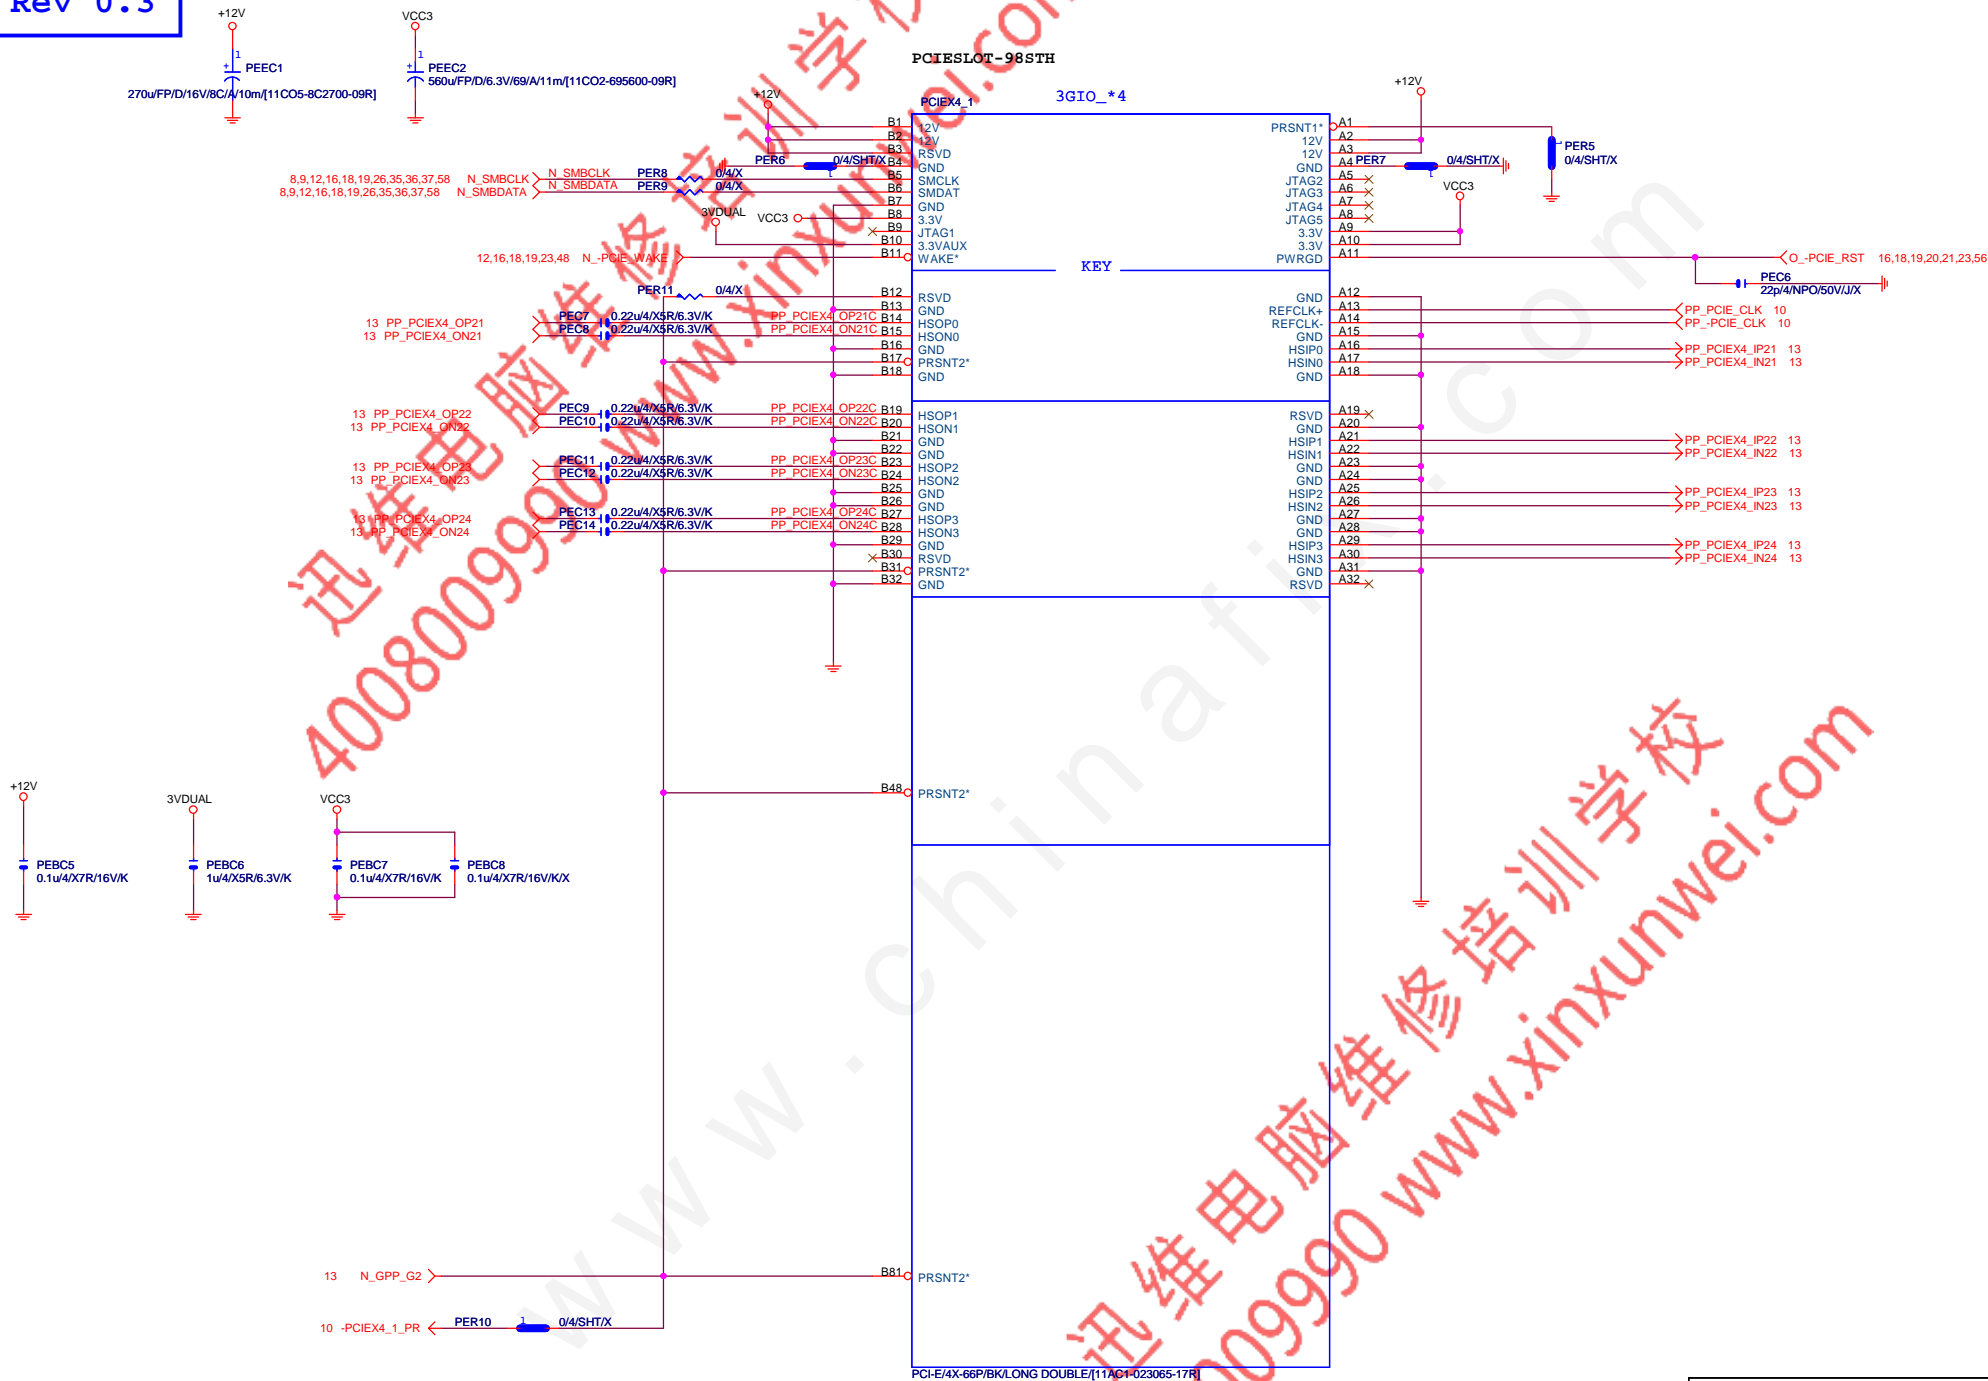 Rev 0.3
+12V
PEEC1
270u/FP/D/16V/8C/A/10m/[11CO5-8C2700-09R]
VCC3
PEEC2
560u/FP/D/6.3V/69/A/11m/[11CO2-695600-09R]
PCIESLOT-98STH
PCIEX4_1
3GIO_*4
+12V
+12V
B1 12V
B2 12V
B3 RSVD
B4 GND
B5 SMCLK
B6 SMDAT
B7 GND
B8 3.3V
B9 JTAG1
B10 3.3VAUX
B11 WAKE*
PRSNT1* A1
12V A2
12V A3
GND A4
JTAG2 A5
JTAG3 A6
JTAG4 A7
JTAG5 A8
3.3V A9
3.3V A10
PWRGD A11
PER6 0/4/SHT/X
PER7 0/4/SHT/X
PER5
0/4/SHT/X
8,9,12,16,18,19,26,35,36,37,58 N_SMBCLK N_SMBCLK PER8 0/4/X
8,9,12,16,18,19,26,35,36,37,58 N_SMBDATA N_SMBDATA PER9 0/4/X
3VDUAL VCC3
VCC3
12,16,18,19,23,48 N_-PCIE_WAKE
O_-PCIE_RST 16,18,19,20,21,23,56
PEC6
22p/4/NPO/50V/J/X
KEY
PER11 0/4/X
B12 RSVD
B13 GND
B14 HSOP0
B15 HSON0
B16 GND
B17 PRSNT2*
B18 GND
GND A12
REFCLK+ A13
REFCLK- A14
GND A15
HSIP0 A16
HSIN0 A17
GND A18
13 PP_PCIEX4_OP21 PEC7 0.22u/4/X5R/6.3V/K PP_PCIEX4_OP21C
13 PP_PCIEX4_ON21 PEC8 0.22u/4/X5R/6.3V/K PP_PCIEX4_ON21C
PP_PCIE_CLK 10
PP_-PCIE_CLK 10
PP_PCIEX4_IP21 13
PP_PCIEX4_IN21 13
13 PP_PCIEX4_OP22 PEC9 0.22u/4/X5R/6.3V/K PP_PCIEX4_OP22C
13 PP_PCIEX4_ON22 PEC10 0.22u/4/X5R/6.3V/K PP_PCIEX4_ON22C
13 PP_PCIEX4_OP23 PEC11 0.22u/4/X5R/6.3V/K PP_PCIEX4_OP23C
13 PP_PCIEX4_ON23 PEC12 0.22u/4/X5R/6.3V/K PP_PCIEX4_ON23C
13 PP_PCIEX4_OP24 PEC13 0.22u/4/X5R/6.3V/K PP_PCIEX4_OP24C
13 PP_PCIEX4_ON24 PEC14 0.22u/4/X5R/6.3V/K PP_PCIEX4_ON24C
B19 HSOP1
B20 HSON1
B21 GND
B22 GND
B23 HSOP2
B24 HSON2
B25 GND
B26 GND
B27 HSOP3
B28 HSON3
B29 GND
B30 RSVD
B31 PRSNT2*
B32 GND
RSVD A19
GND A20
HSIP1 A21
HSIN1 A22
GND A23
GND A24
HSIP2 A25
HSIN2 A26
GND A27
GND A28
HSIP3 A29
HSIN3 A30
GND A31
RSVD A32
PP_PCIEX4_IP22 13
PP_PCIEX4_IN22 13
PP_PCIEX4_IP23 13
PP_PCIEX4_IN23 13
PP_PCIEX4_IP24 13
PP_PCIEX4_IN24 13
B48 PRSNT2*
+12V
PEBC5
0.1u/4/X7R/16V/K
3VDUAL
PEBC6
1u/4/X5R/6.3V/K
VCC3
PEBC7
0.1u/4/X7R/16V/K
PEBC8
0.1u/4/X7R/16V/K/X
13 N_GPP_G2
B81 PRSNT2*
10 -PCIEX4_1_PR PER10 1 0/4/SHT/X
PCI-E/4X-66P/BK/LONG DOUBLE/[11AC1-023065-17R]
迅维电脑维修培训学校
4008009990 www.xinxunwei.com
迅维电脑维修培训学校
009990 www.xinxunwei.com
www.chinafix.com